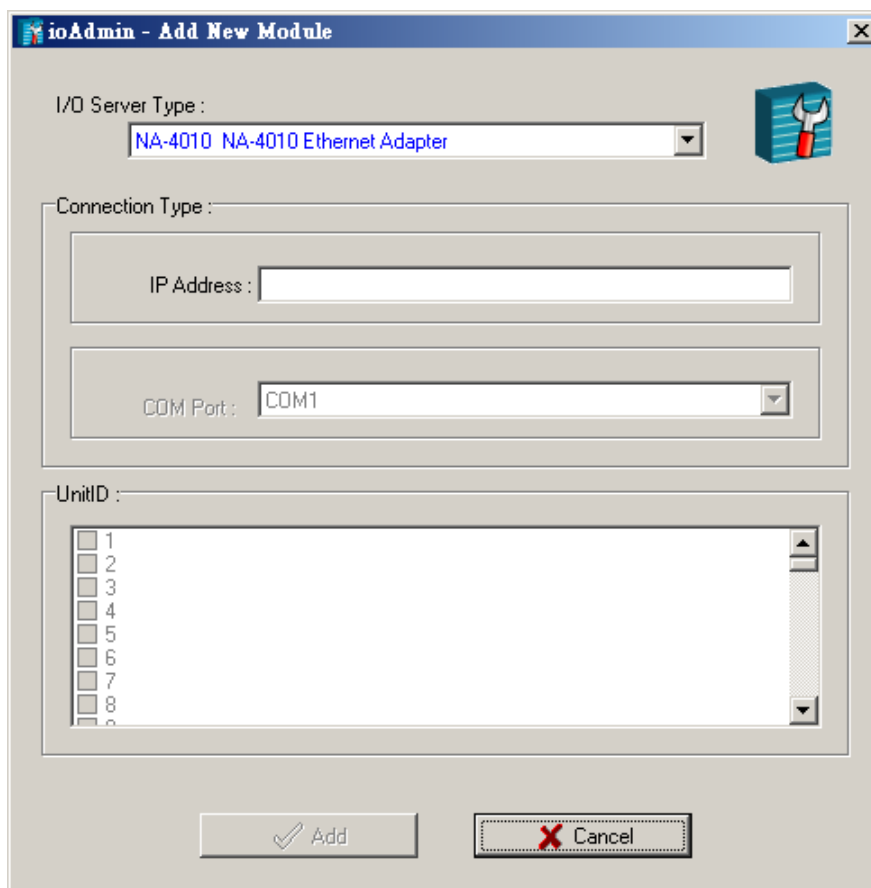 ioAdmin - Add New Module
I/O Server Type :
NA-4010 NA-4010 Ethernet Adapter
Connection Type :
IP Address :
COM Port : COM1
UnitID :
1
2
3
4
5
6
7
8
Add Cancel